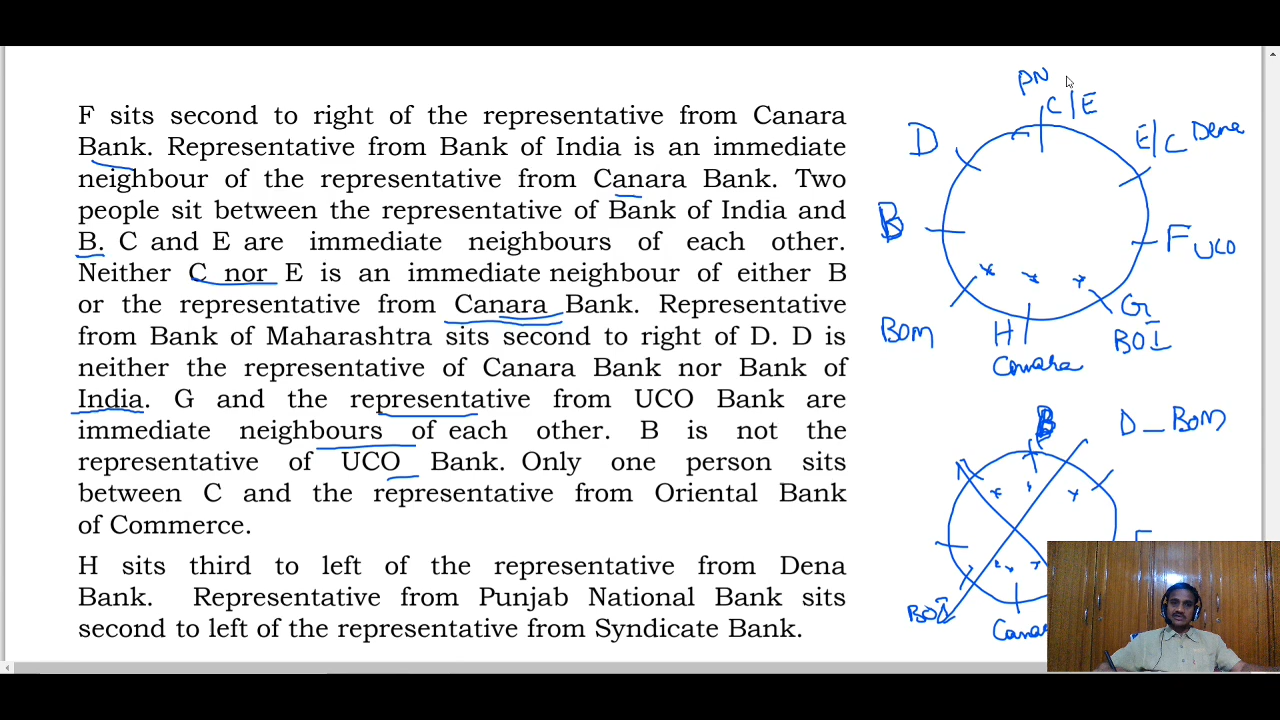 F sits second to right of the representative from Canara
Bank. Representative from Bank of India is an immediate
neighbour of the representative from Canara Bank. Two
people sit between the representative of Bank of India and
B. C and E are immediate neighbours of each other.
Neither C nor E is an immediate neighbour of either B
or the representative from Canara Bank. Representative
from Bank of Maharashtra sits second to right of D. D is
neither the representative of Canara Bank nor Bank of
India. G and the representative from UCO Bank are
immediate neighbours of each other. B is not the
representative of UCO Bank. Only one person sits
between C and the representative from Oriental Bank
of Commerce.
H sits third to left of the representative from Dena
Bank. Representative from Punjab National Bank sits
second to left of the representative from Syndicate Bank.
PN
C/E
D
E/C Dena
B
F UCO
BOM
H
G
BOI
Canara
B
D _ BOM
BOI